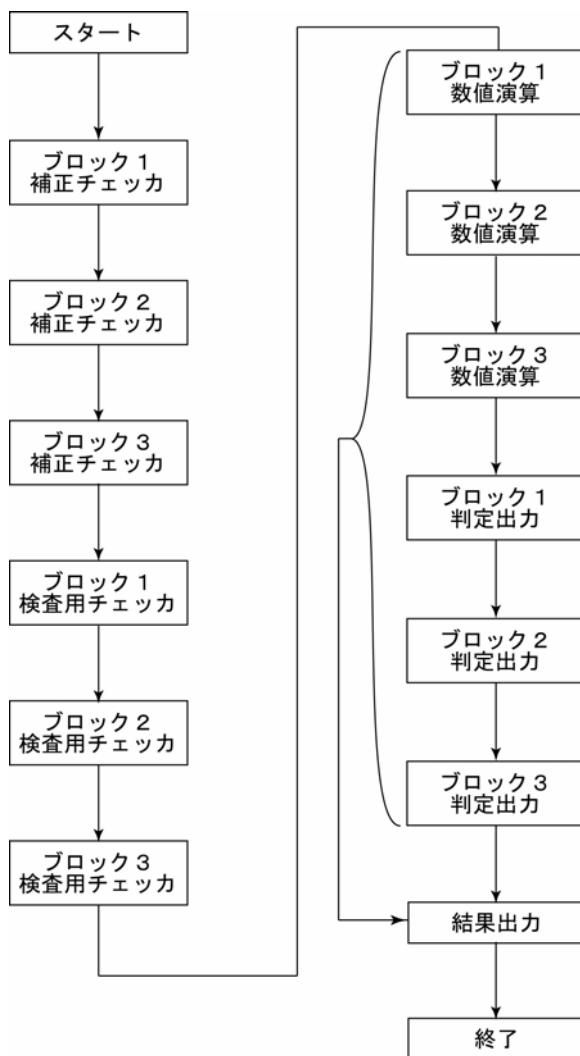 スタート
ブロック1
補正チェッカ
ブロック2
補正チェッカ
ブロック3
補正チェッカ
ブロック1
検査用チェッカ
ブロック2
検査用チェッカ
ブロック3
検査用チェッカ
ブロック1
数値演算
ブロック2
数値演算
ブロック3
数値演算
ブロック1
判定出力
ブロック2
判定出力
ブロック3
判定出力
結果出力
終了